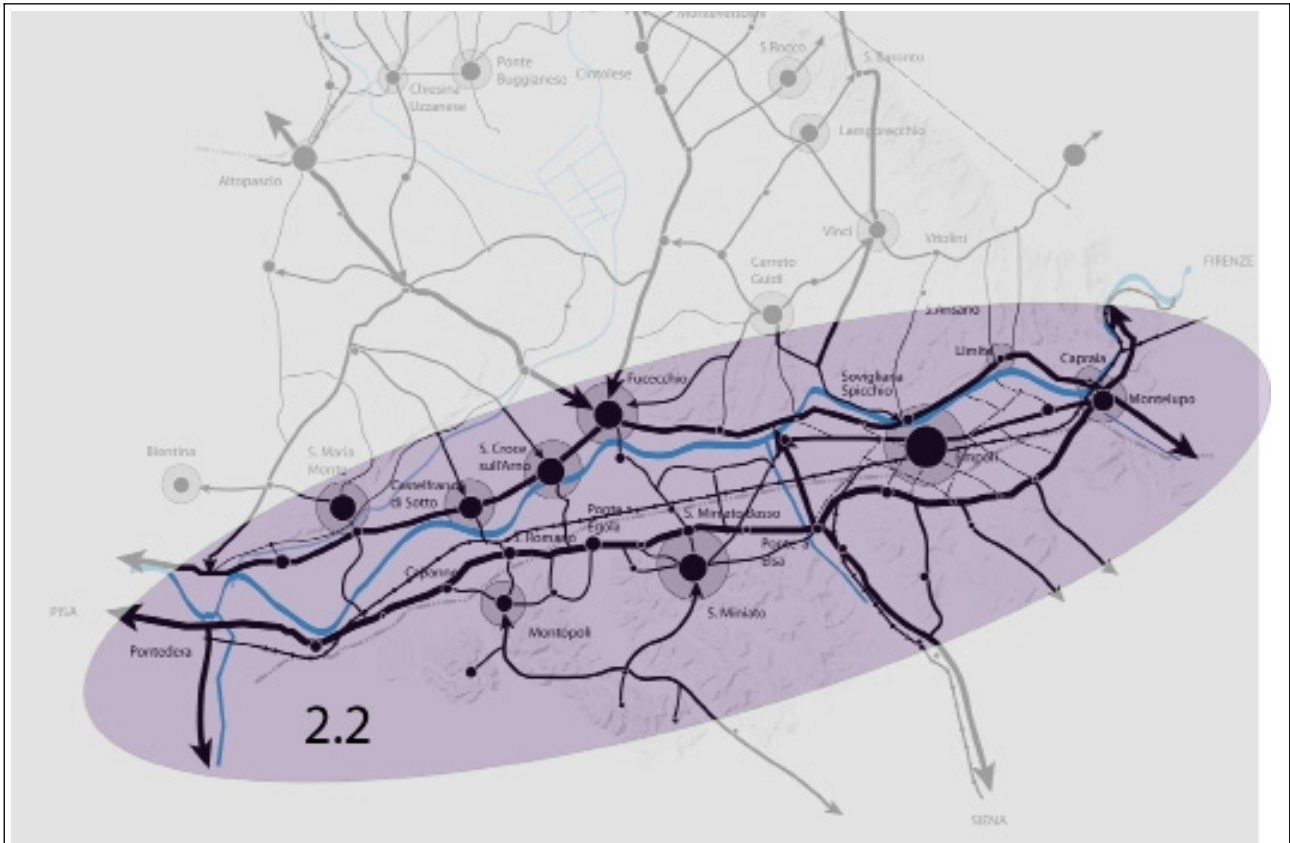 S.Rocco
S. Baronto
Ponte
Buggianese
Cintolese
Chiesina
Uzzanese
Lamporecchio
Altopascio
Vinci
Vitolini
Cerreto
Guidi
FIRENZE
S.Ansano
Limite
Capraia
Fucecchio
Sovigliana
Spicchio
Montelupo
Bientina
S. Maria
Monte
S. Croce
sull'Arno
Castelfranco
di Sotto
Empoli
Ponte a
Egola
S. Miniato basso
S. Romano
Ponte a
Elsa
Capanne
PISA
S. Miniato
Montopoli
Pontedera
2.2
SIENA